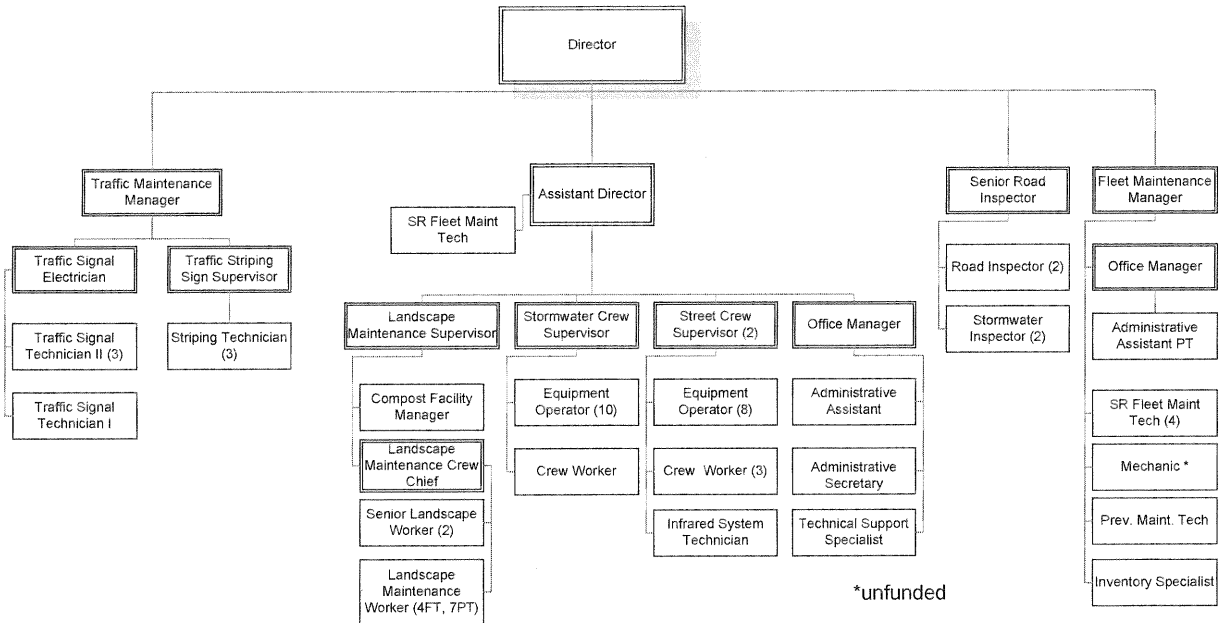 Director
Traffic Maintenance
Manager
Traffic Signal
Electrician
Traffic Signal
Technician II (3)
Traffic Signal
Technician I
Traffic Striping
Sign Supervisor
Striping Technician
(3)
Assistant Director
SR Fleet Maint
Tech
Landscape
Maintenance Supervisor
Compost Facility
Manager
Landscape
Maintenance Crew
Chief
Senior Landscape
Worker (2)
Landscape
Maintenance
Worker (4FT, 7PT)
Stormwater Crew
Supervisor
Equipment
Operator (10)
Crew Worker
Street Crew
Supervisor (2)
Equipment
Operator (8)
Crew Worker (3)
Infrared System
Technician
Office Manager
Administrative
Assistant
Administrative
Secretary
Technical Support
Specialist
Senior Road
Inspector
Road Inspector (2)
Stormwater
Inspector (2)
Fleet Maintenance
Manager
Office Manager
Administrative
Assistant PT
SR Fleet Maint
Tech (4)
Mechanic *
Prev. Maint. Tech
Inventory Specialist
*unfunded